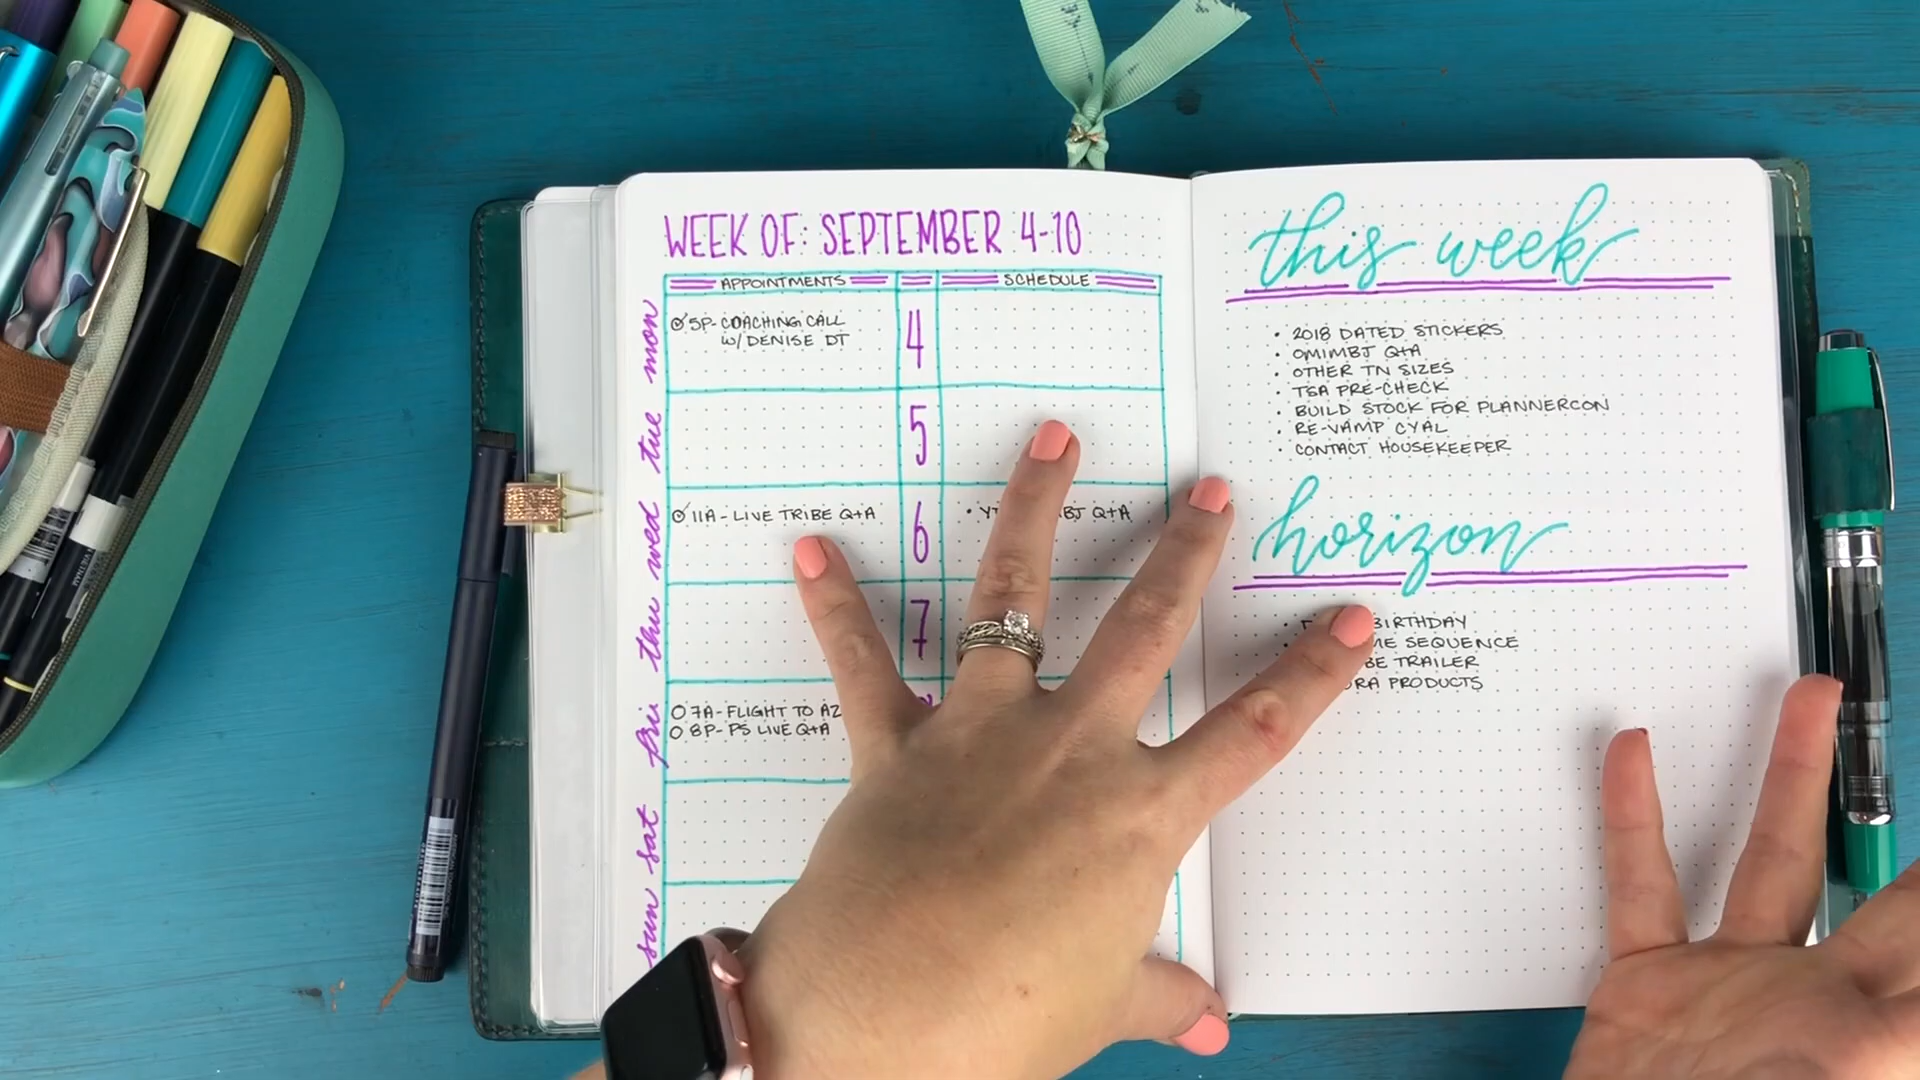 WEEK OF: SEPTEMBER 4-10
APPOINTMENTS
SCHEDULE
mon
5P- COACHING CALL
W/ DENISE DT
4
tue
5
wed
11A - LIVE TRIBE Q+A
6
• Q+A
thu
7
fri
7A- FLIGHT TO AZ
8P- PS LIVE Q+A
sat
sun
this week
• 2018 DATED STICKERS
• OMIMBJ Q+A
• OTHER TN SIZES
• TSA PRE-CHECK
• BUILD STOCK FOR PLANNERCON
• RE-VAMP CYAL
• CONTACT HOUSEKEEPER
horizon
• BIRTHDAY
SEQUENCE
TRAILER
PRODUCTS